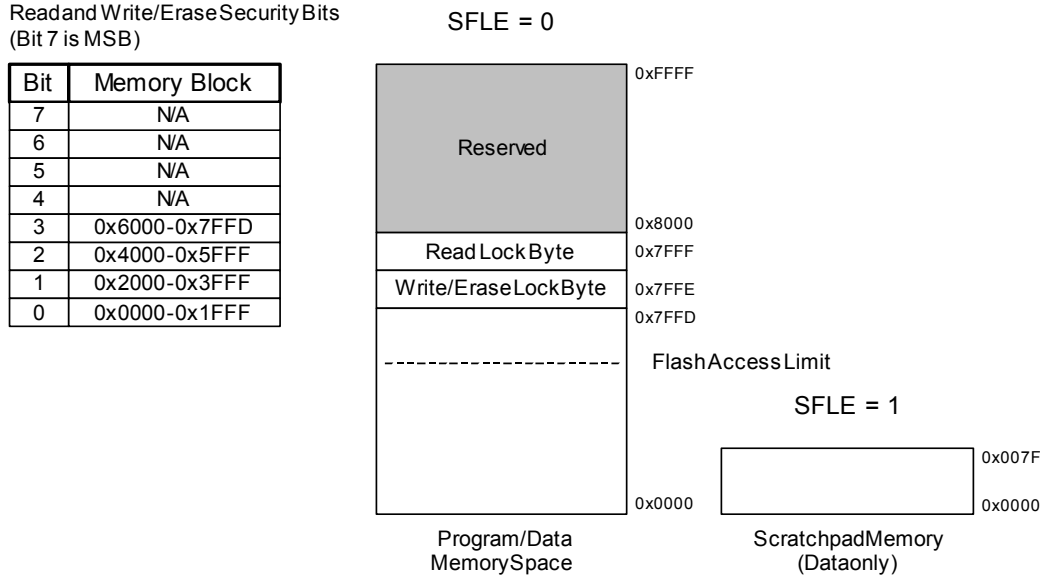 Read and Write/Erase Security Bits
(Bit 7 is MSB)
Bit Memory Block
7 N/A
6 N/A
5 N/A
4 N/A
3 0x6000-0x7FFD
2 0x4000-0x5FFF
1 0x2000-0x3FFF
0 0x0000-0x1FFF
SFLE = 0
0xFFFF
Reserved
0x8000
Read Lock Byte 0x7FFF
Write/Erase Lock Byte 0x7FFE
0x7FFD
Flash Access Limit
0x0000
Program/Data
Memory Space
SFLE = 1
0x007F
0x0000
Scratchpad Memory
(Data only)